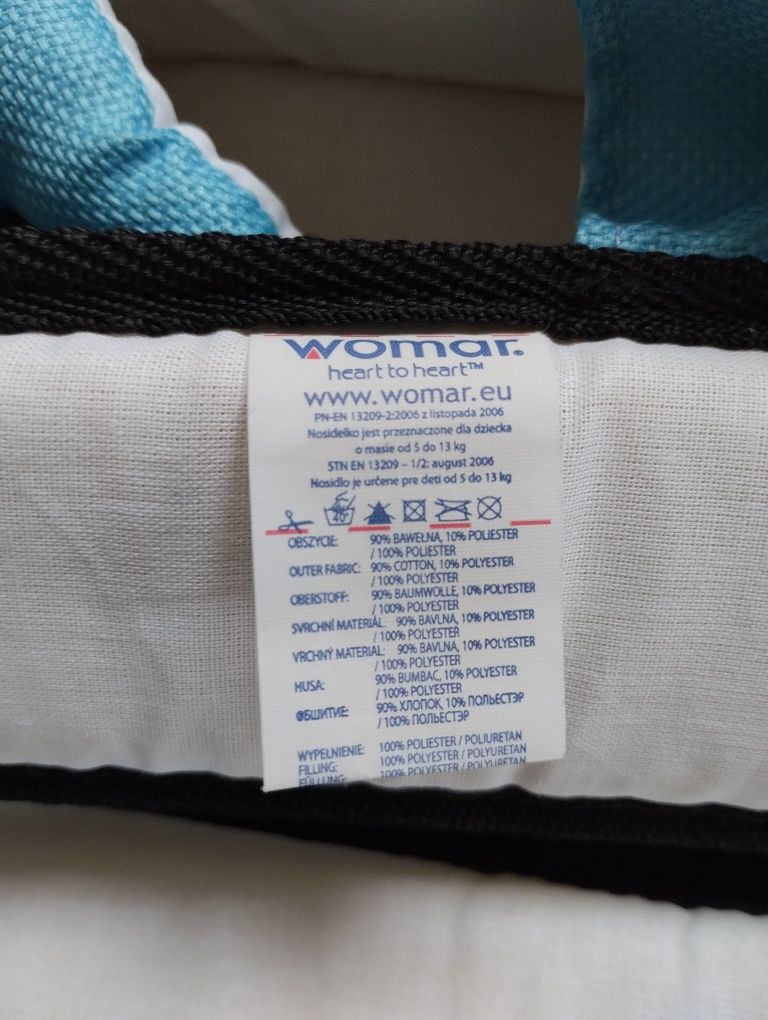 womar.
heart to heart™
www.womar.eu
PN-EN 13209-2:2006 z listopada 2006
Nosidełko jest przeznaczone dla dziecka
o masie od 5 do 13 kg
STN EN 13209 – 1/2: august 2006
Nosidlo je určene pre deti od 5 do 13 kg
40°
OBSZYCIE: 90% BAWEŁNA, 10% POLIESTER
/ 100% POLIESTER
OUTER FABRIC: 90% COTTON, 10% POLYESTER
/ 100% POLYESTER
OBERSTOFF: 90% BAUMWOLLE, 10% POLYESTER
/ 100% POLYESTER
SVRCHNÍ MATERIÁL: 90% BAVLNA, 10% POLYESTER
/ 100% POLYESTER
VRCHNÝ MATERIÁL: 90% BAVLNA, 10% POLYESTER
/ 100% POLYESTER
HUSA: 90% BUMBAC, 10% POLYESTER
/ 100% POLYESTER
ОБШИТИЕ: 90% ХЛОПОК, 10% ПОЛЬЕСТЭР
/ 100% ПОЛЬЕСТЭР
WYPEŁNIENIE: 100% POLIESTER / POLIURETAN
FILLING: 100% POLYESTER / POLYURETAN
FÜLLUNG: 100% POLYESTER / POLYURETAN